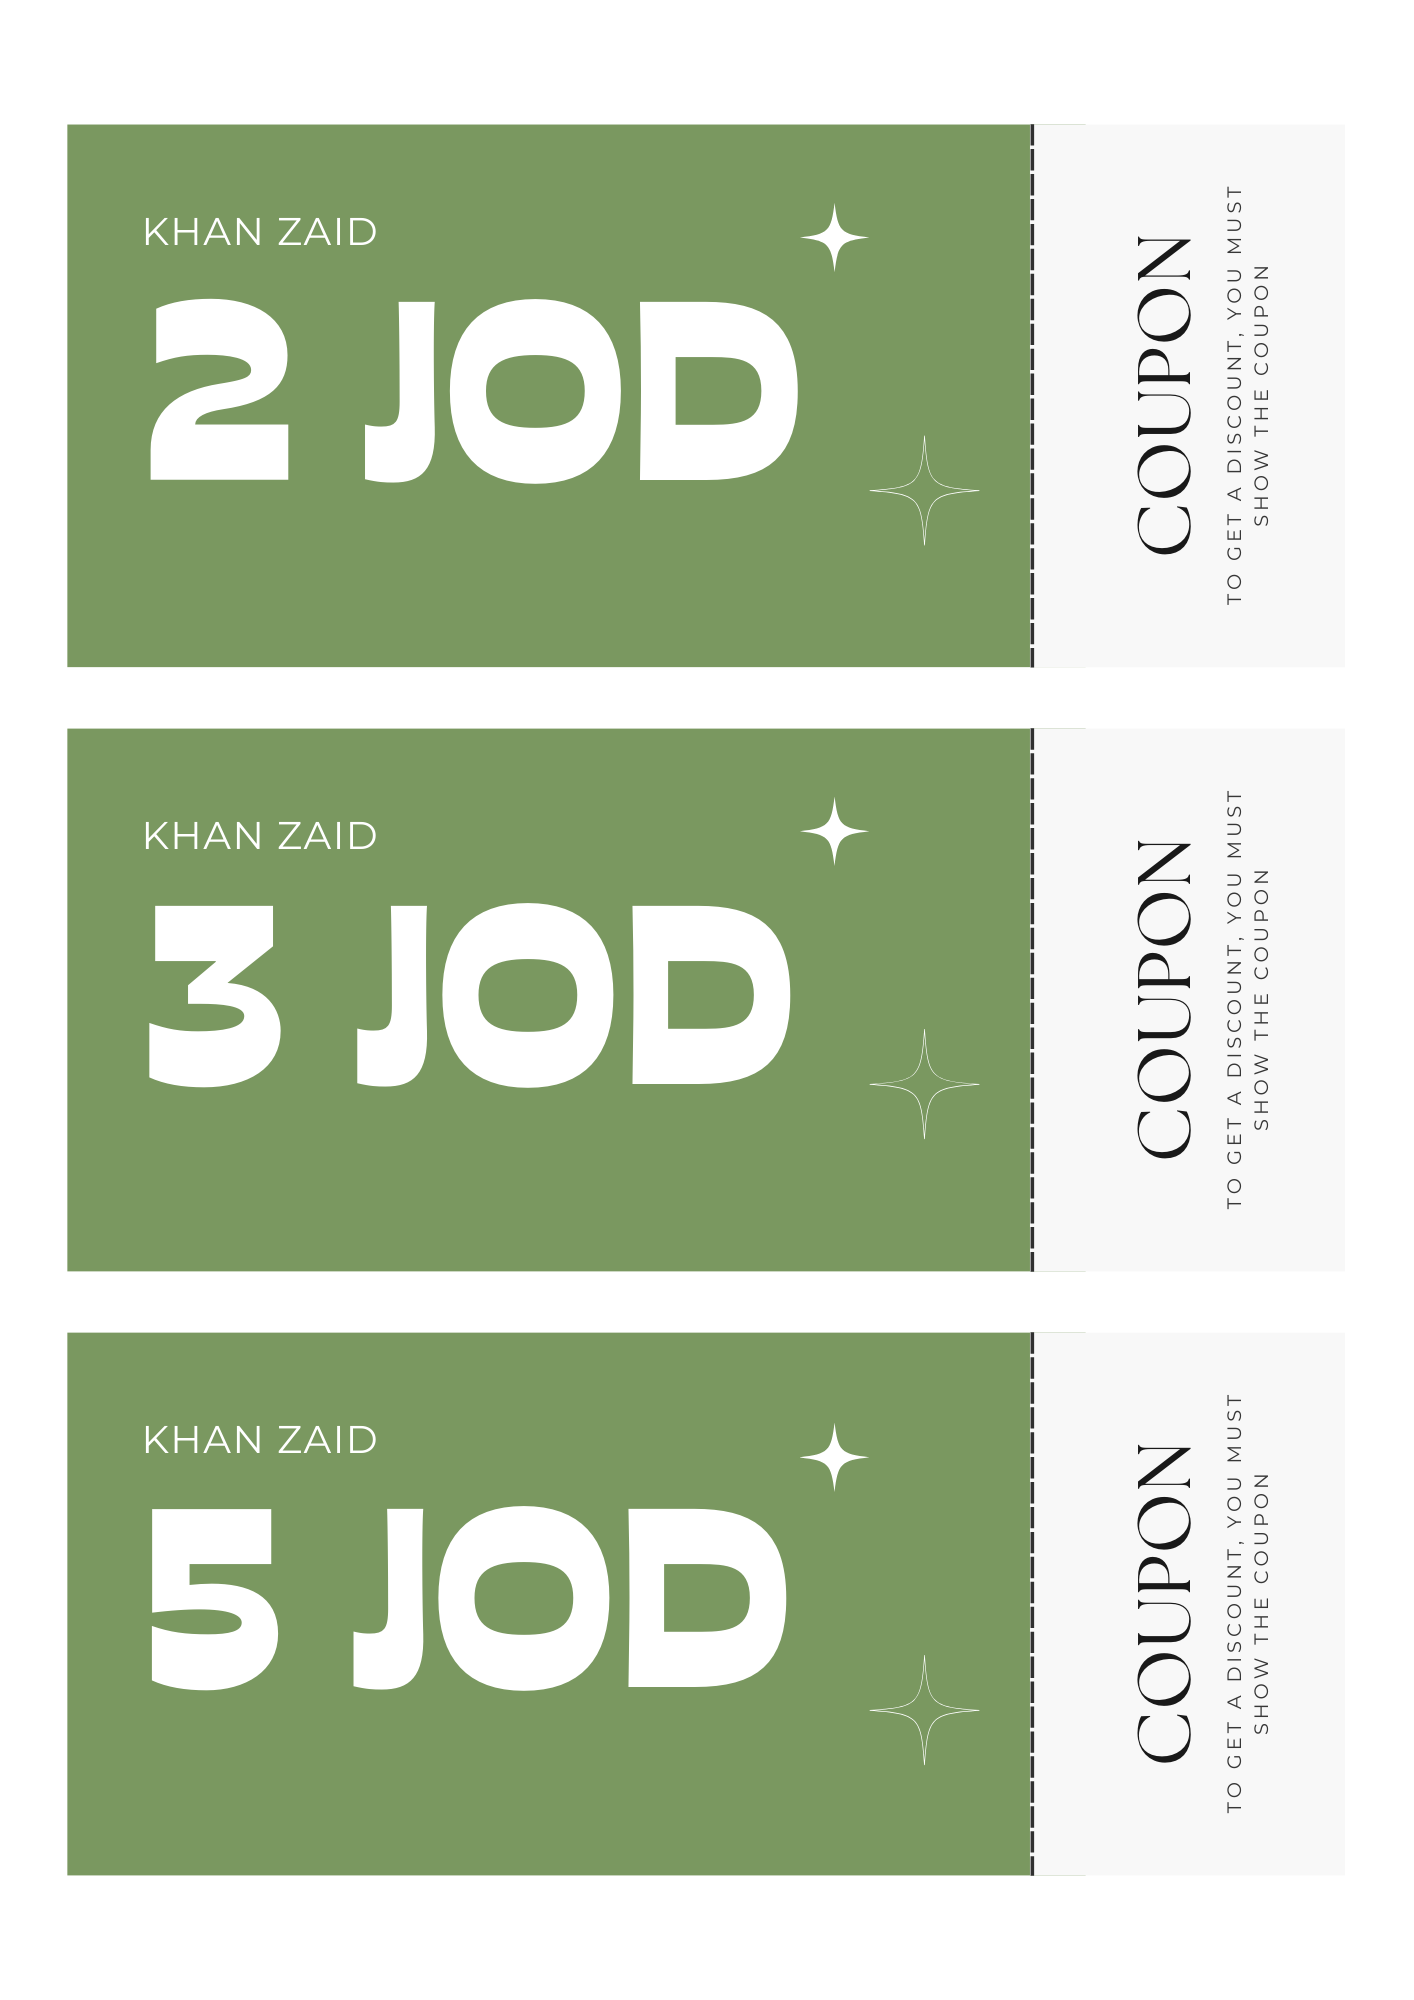 KHAN ZAID
2 JOD
COUPON
TO GET A DISCOUNT, YOU MUST
SHOW THE COUPON
KHAN ZAID
3 JOD
COUPON
TO GET A DISCOUNT, YOU MUST
SHOW THE COUPON
KHAN ZAID
5 JOD
COUPON
TO GET A DISCOUNT, YOU MUST
SHOW THE COUPON